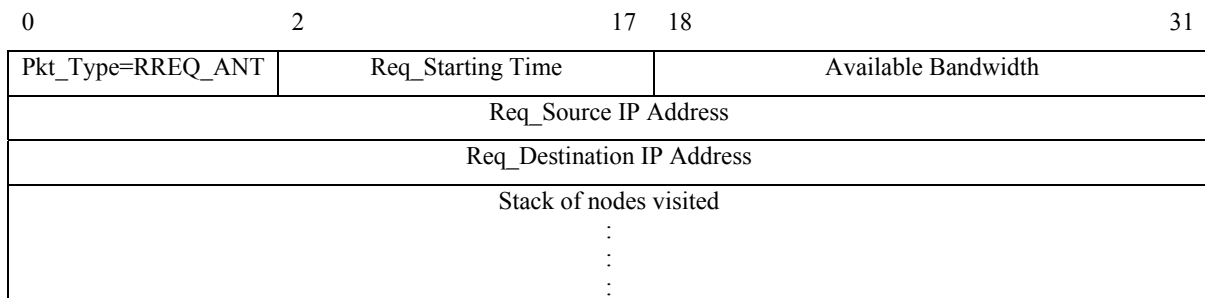 0 2 17 18 31
Pkt_Type=RREQ_ANT Req_Starting Time Available Bandwidth
Req_Source IP Address
Req_Destination IP Address
Stack of nodes visited
:
:
: